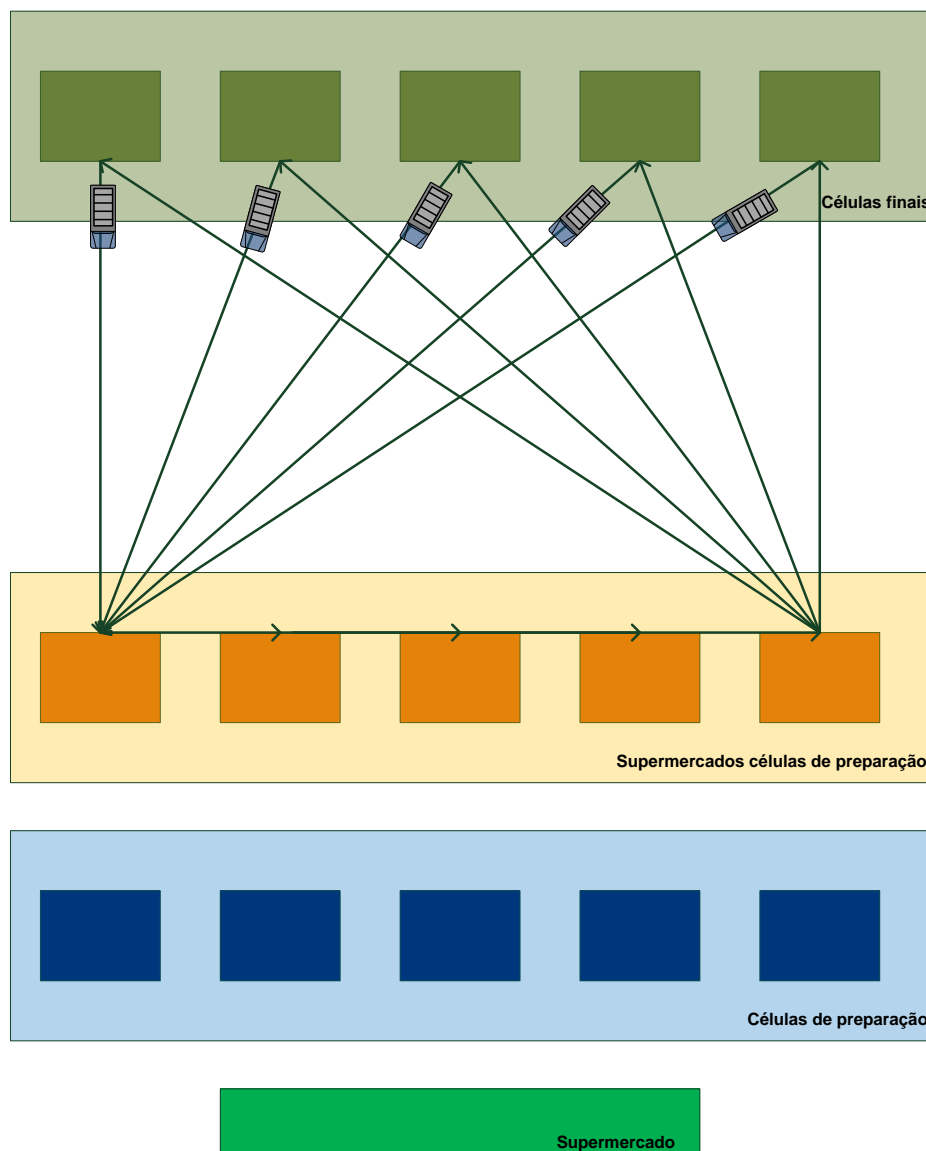 Células finais
Supermercados células de preparação
Células de preparação
Supermercado